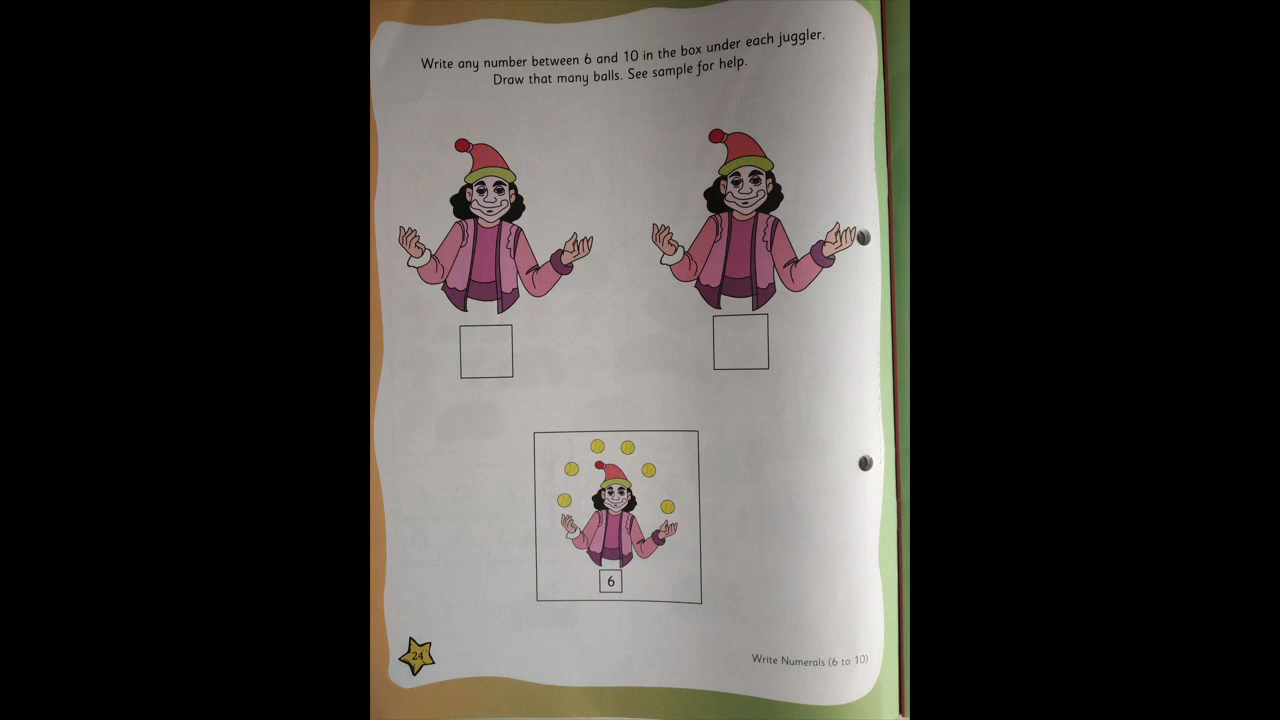 Write any number between 6 and 10 in the box under each juggler.
Draw that many balls. See sample for help.
6
24
Write Numerals (6 to 10)